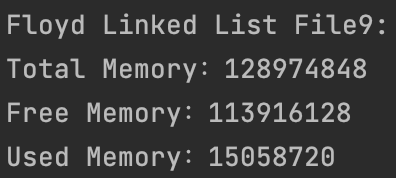 Floyd Linked List File9:
Total Memory: 128974848
Free Memory: 113916128
Used Memory: 15058720